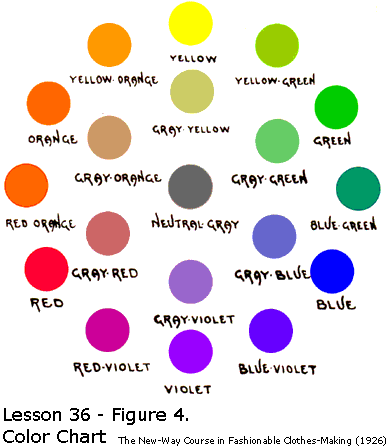 YELLOW
YELLOW·ORANGE
YELLOW·GREEN
GRAY·YELLOW
ORANGE
GREEN
GRAY·ORANGE
GRAY·GREEN
RED ORANGE
NEUTRAL·GRAY
BLUE·GREEN
GRAY·RED
GRAY·BLUE
RED
BLUE
GRAY·VIOLET
RED·VIOLET
BLUE·VIOLET
VIOLET
Lesson 36 - Figure 4.
Color Chart The New-Way Course in Fashionable Clothes-Making (1926)